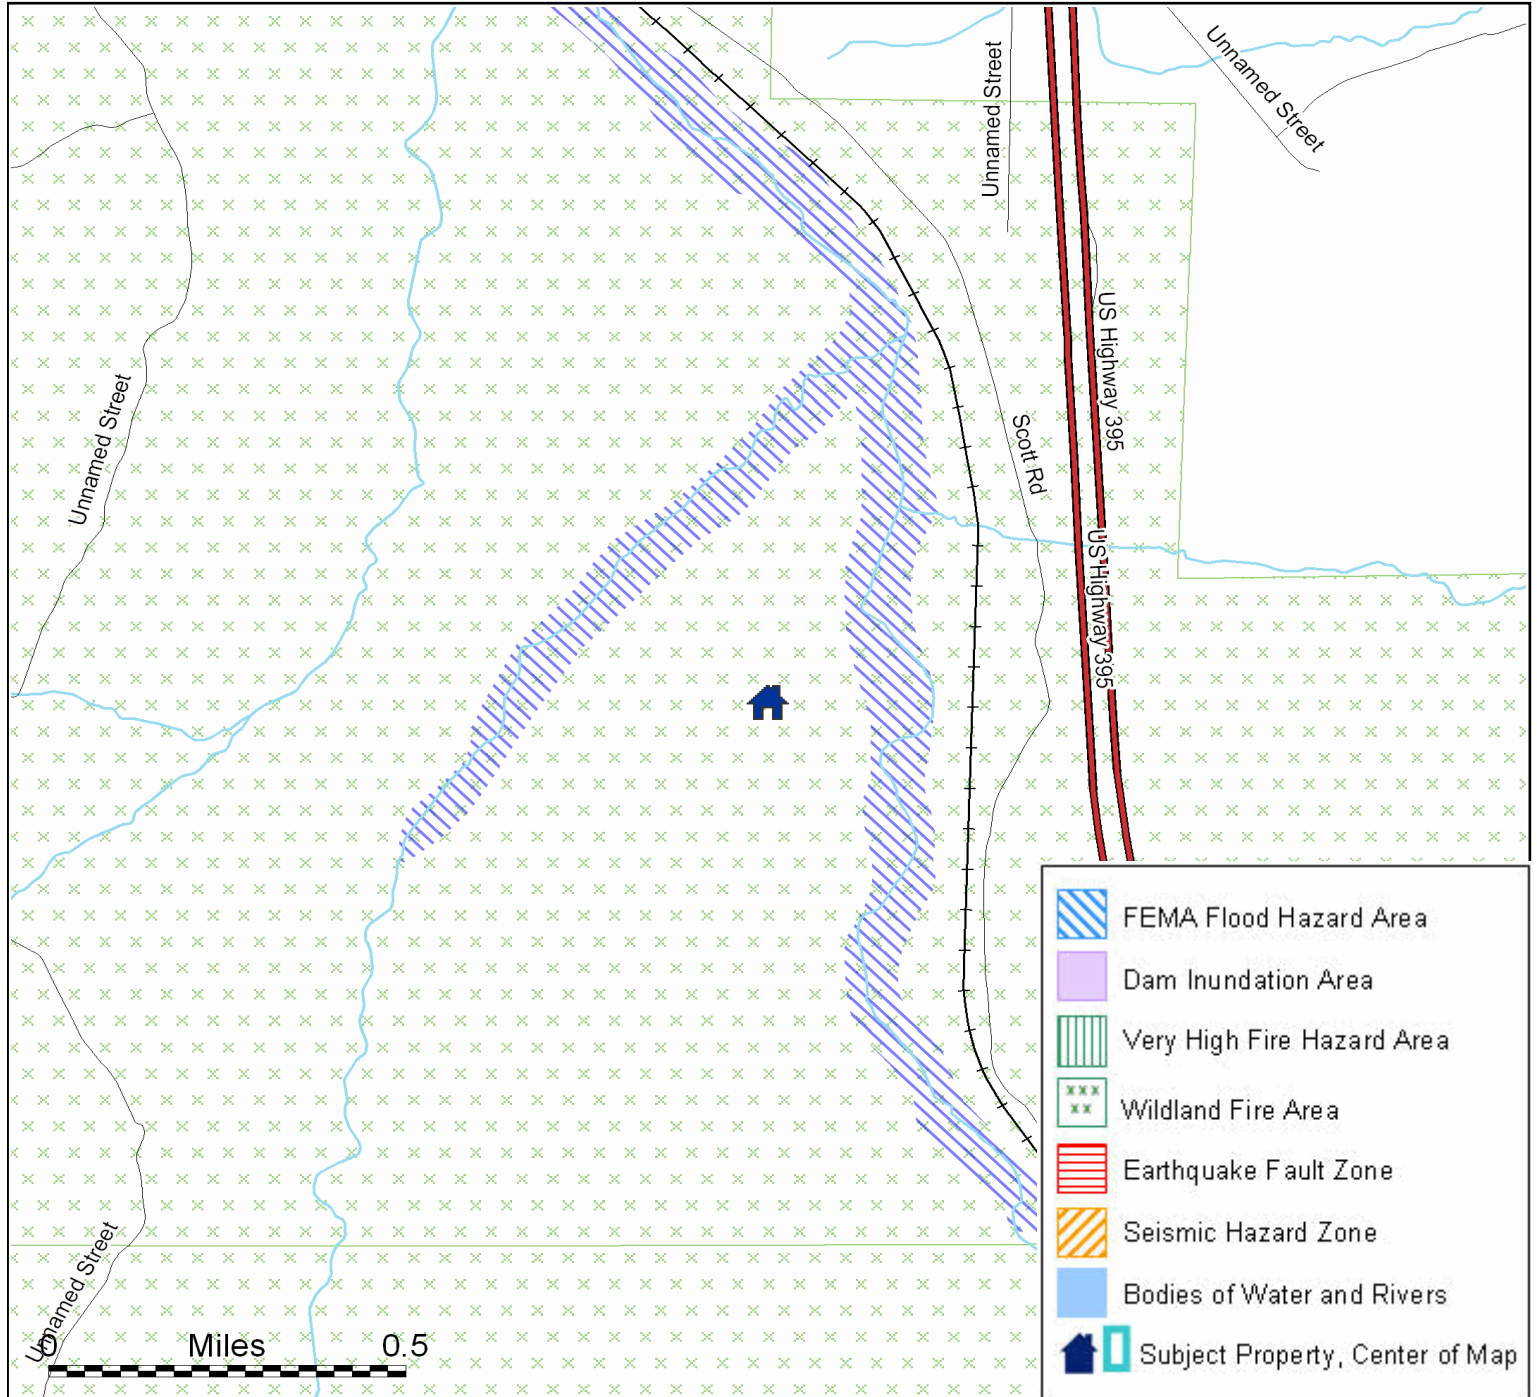 Unnamed Street
Unnamed Street
US Highway 395
Unnamed Street
Scott Rd
US Highway 395
Unnamed Street
0 Miles 0.5
FEMA Flood Hazard Area
Dam Inundation Area
Very High Fire Hazard Area
Wildland Fire Area
Earthquake Fault Zone
Seismic Hazard Zone
Bodies of Water and Rivers
Subject Property, Center of Map